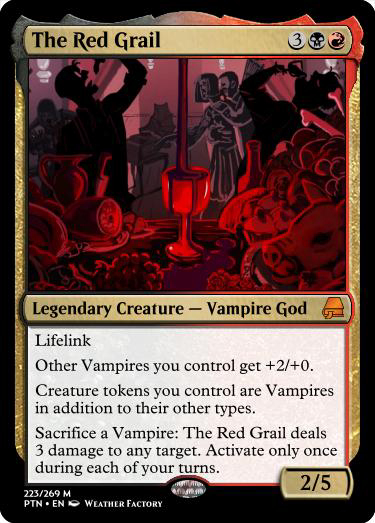 The Red Grail 3
Legendary Creature — Vampire God
Lifelink
Other Vampires you control get +2/+0.
Creature tokens you control are Vampires
in addition to their other types.
Sacrifice a Vampire: The Red Grail deals
3 damage to any target. Activate only once
during each of your turns.
2/5
223/269 M
PTN • EN Weather Factory